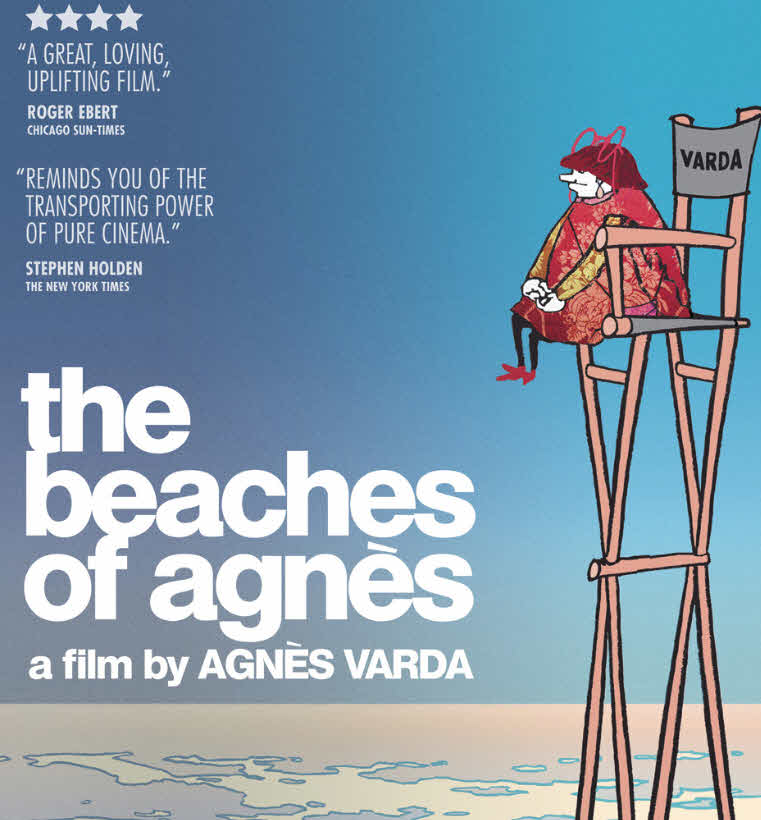 “A GREAT, LOVING,
UPLIFTING FILM.”
ROGER EBERT
CHICAGO SUN-TIMES
“REMINDS YOU OF THE
TRANSPORTING POWER
OF PURE CINEMA.”
STEPHEN HOLDEN
THE NEW YORK TIMES
VARDA
the
beaches
of agnès
a film by AGNÈS VARDA